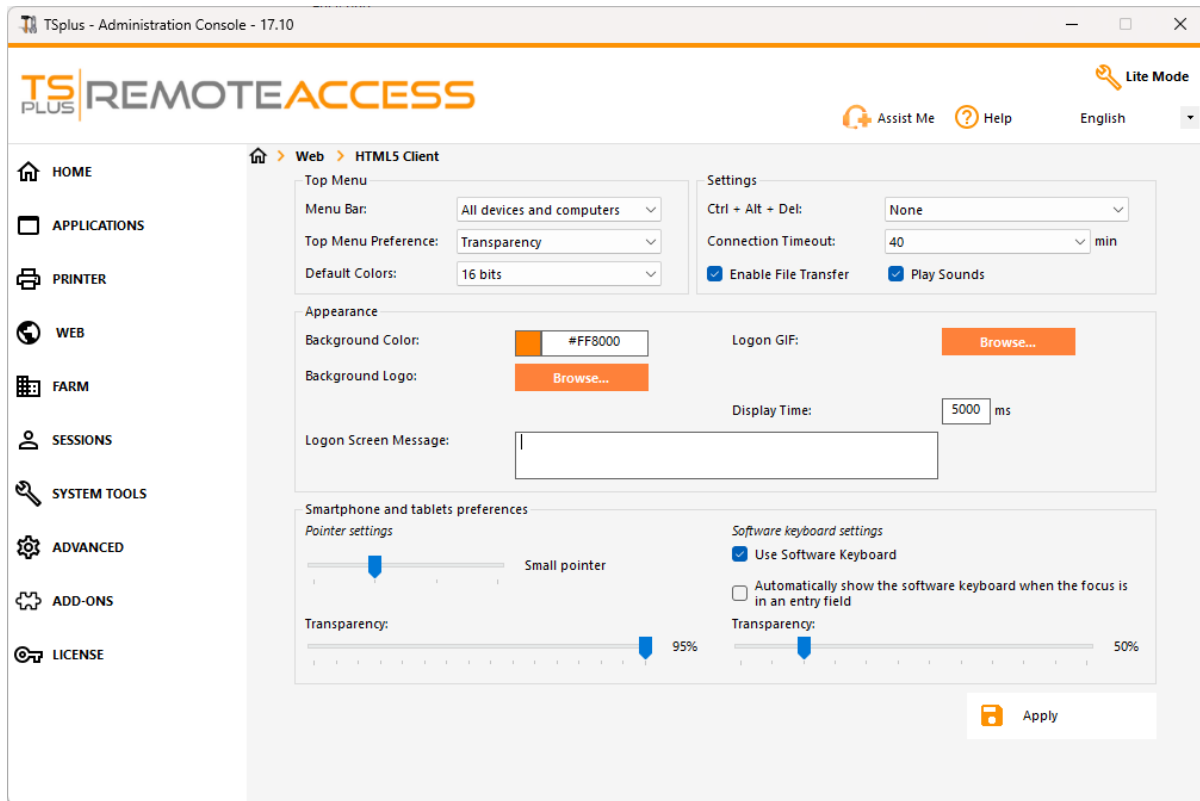 TSplus - Administration Console - 17.10
TS PLUS REMOTEACCESS
Lite Mode
Assist Me
Help
English
HOME
APPLICATIONS
PRINTER
WEB
FARM
SESSIONS
SYSTEM TOOLS
ADVANCED
ADD-ONS
LICENSE
Web > HTML5 Client
Top Menu
Menu Bar: All devices and computers
Top Menu Preference: Transparency
Default Colors: 16 bits
Settings
Ctrl + Alt + Del: None
Connection Timeout: 40 min
Enable File Transfer Play Sounds
Appearance
Background Color: #FF8000 Logon GIF: Browse...
Background Logo: Browse...
Display Time: 5000 ms
Logon Screen Message:
Smartphone and tablets preferences
Pointer settings
Small pointer
Transparency:
95%
Software keyboard settings
Use Software Keyboard
Automatically show the software keyboard when the focus is
in an entry field
Transparency:
50%
Apply